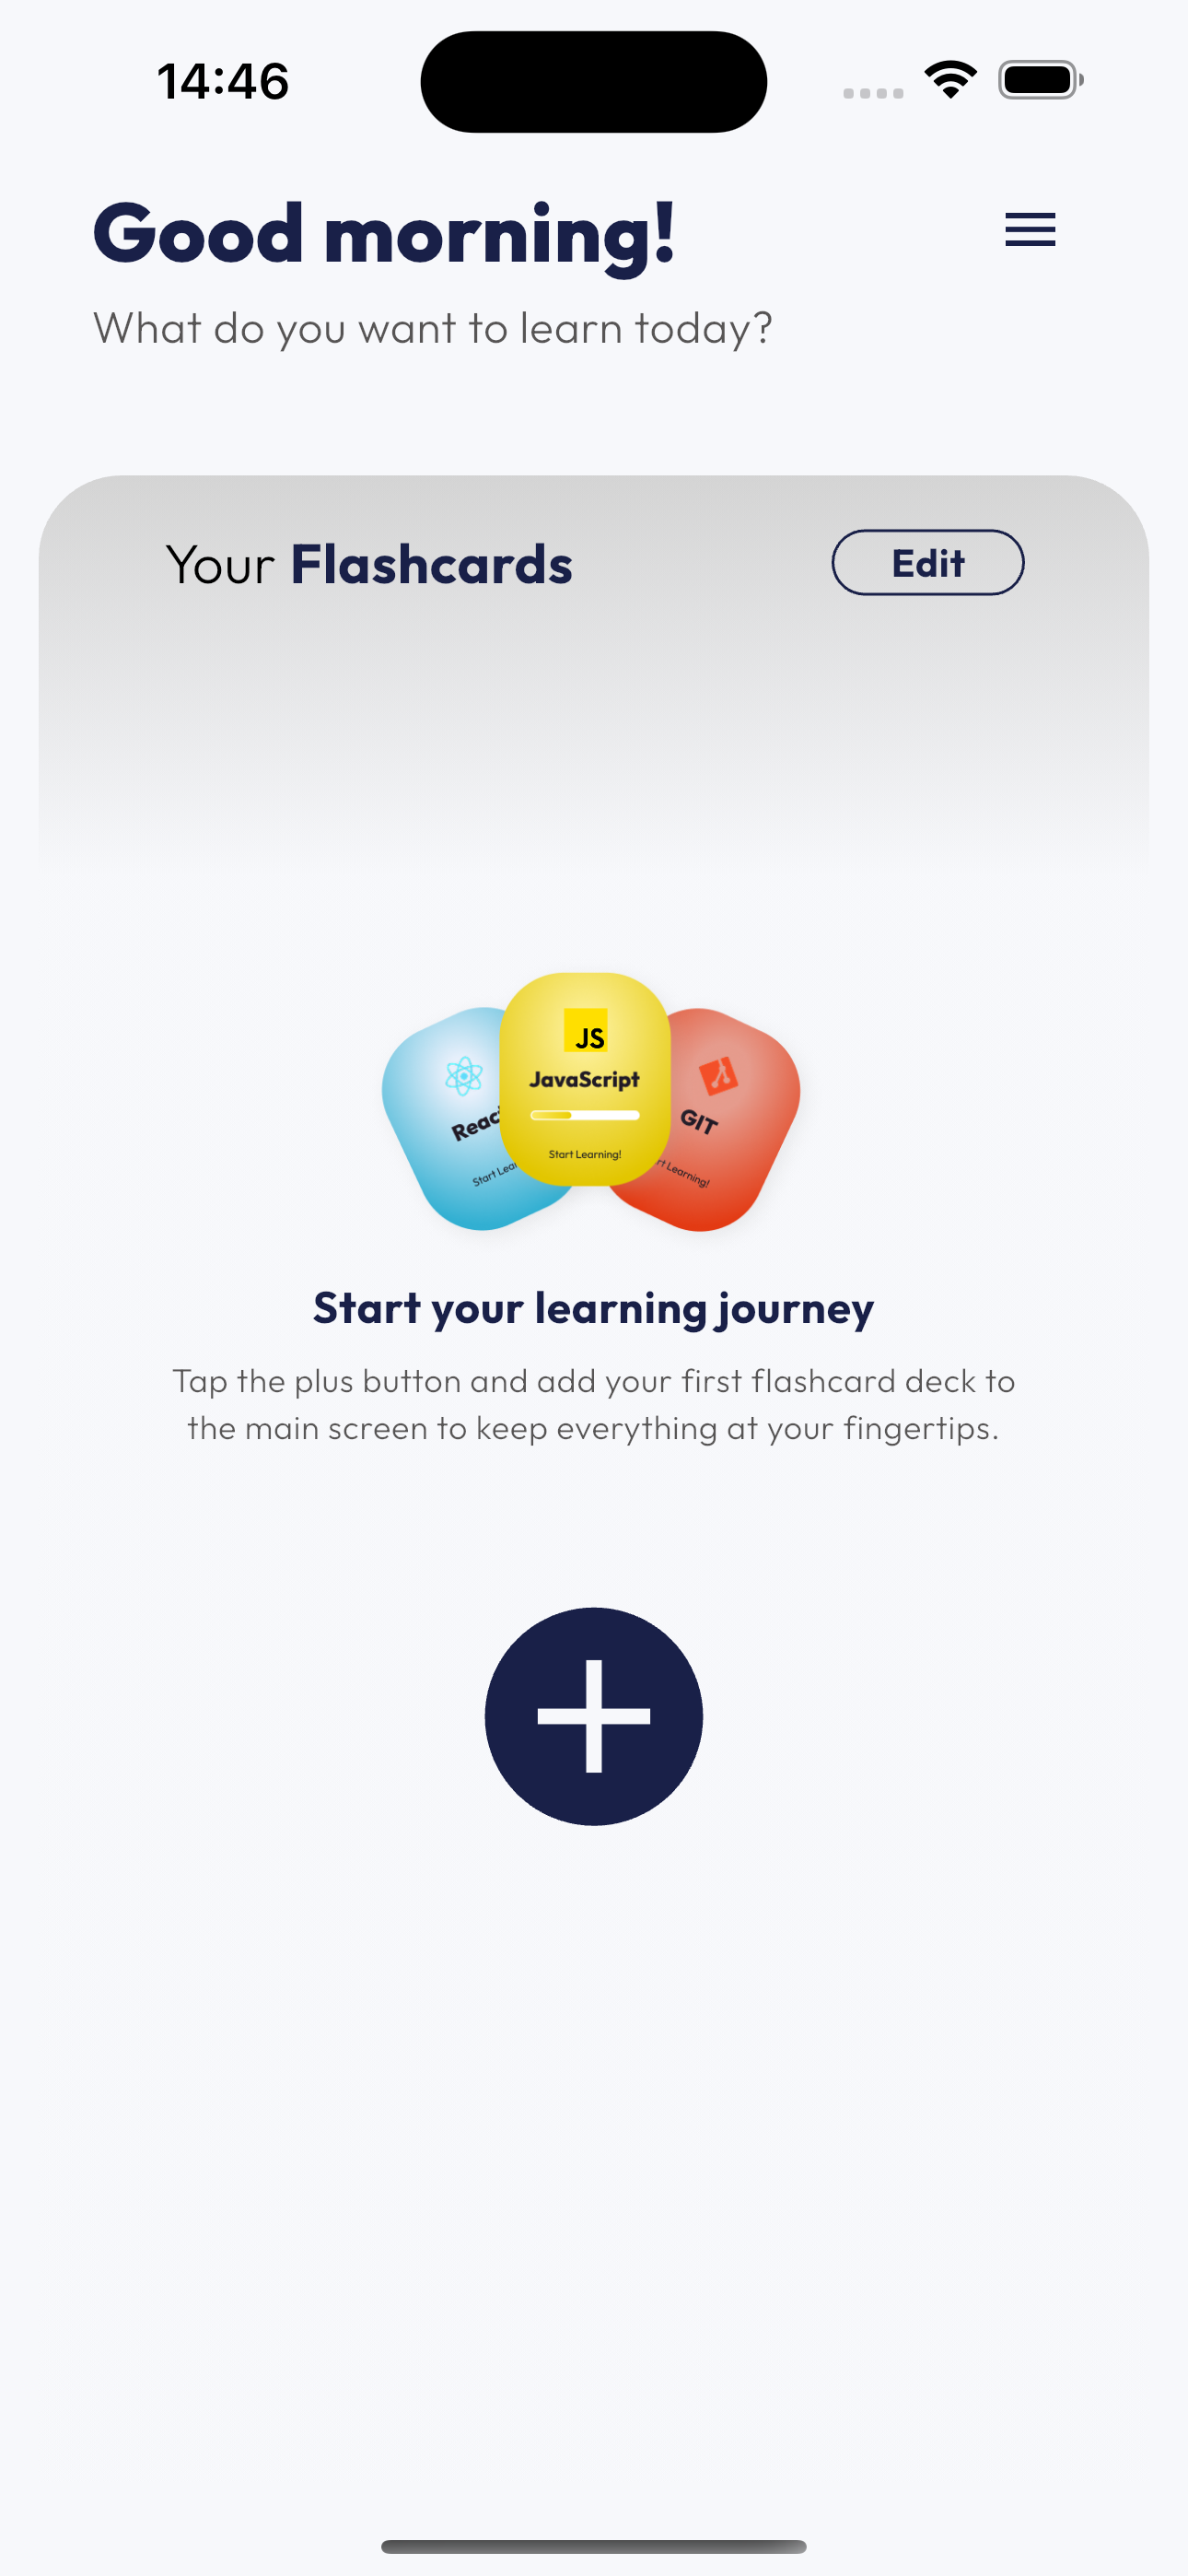 14:46
Good morning!
What do you want to learn today?
Your Flashcards
Edit
JS
JavaScript
Start Learning!
React
Start
GIT
Learning!
Start your learning journey
Tap the plus button and add your first flashcard deck to
the main screen to keep everything at your fingertips.